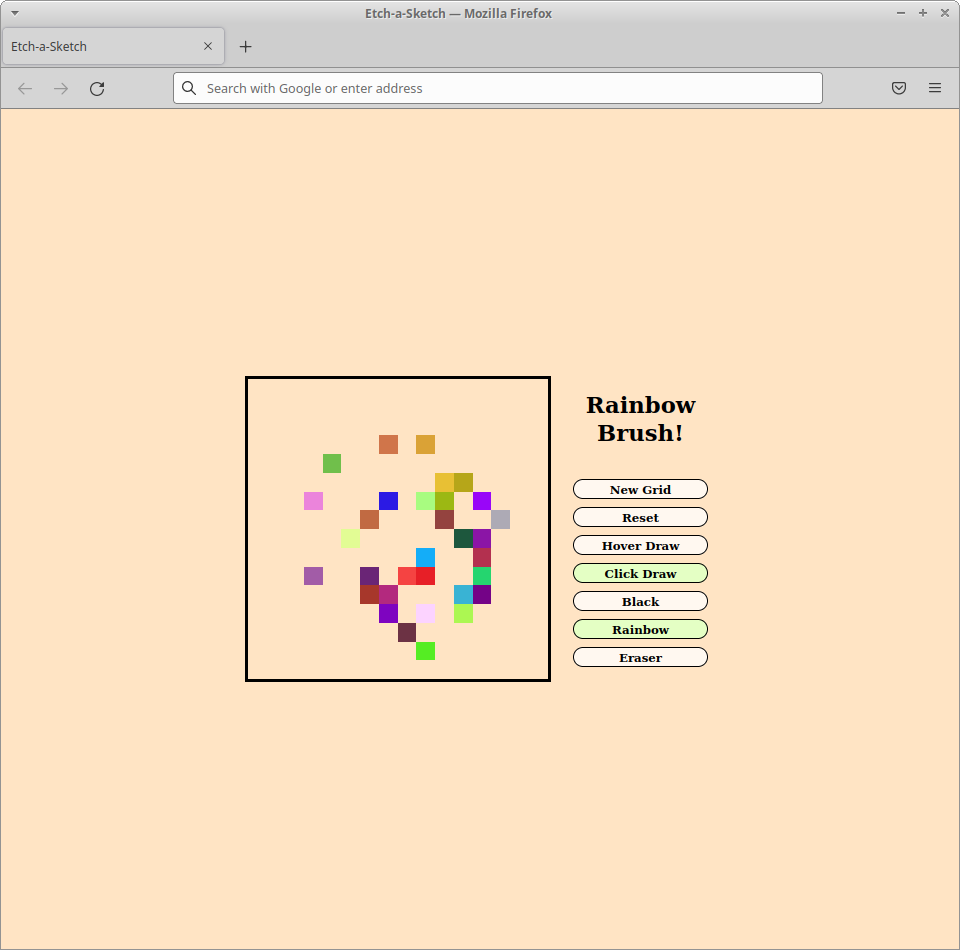 Etch-a-Sketch — Mozilla Firefox
Etch-a-Sketch
Search with Google or enter address
Rainbow
Brush!
New Grid
Reset
Hover Draw
Click Draw
Black
Rainbow
Eraser